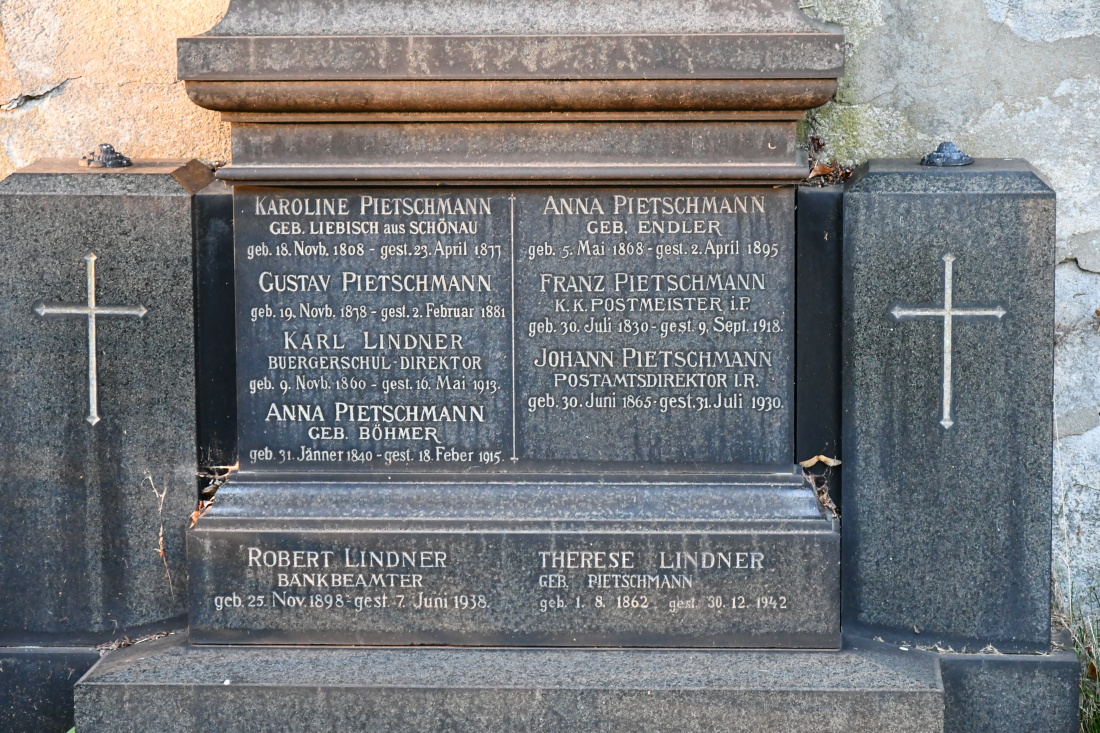 KAROLINE PIETSCHMANN
GEB. LIEBISCH aus SCHÖNAU
geb. 18. Novb. 1808 - gest. 23. April 1877
GUSTAV PIETSCHMANN
geb. 19. Novb. 1878 - gest. 2. Februar 1881
KARL LINDNER
BUERGERSCHUL-DIREKTOR
geb. 9. Novb. 1860 - gest. 16. Mai 1913.
ANNA PIETSCHMANN
GEB. BÖHMER
geb. 31. Jänner 1840 - gest. 18. Feber 1915.
ANNA PIETSCHMANN
GEB. ENDLER
geb. 5. Mai 1868 - gest. 2. April 1895
FRANZ PIETSCHMANN
K.K. POSTMEISTER i.P.
geb. 30. Juli 1830 - gest. 9. Sept. 1918.
JOHANN PIETSCHMANN
POSTAMTSDIREKTOR I.R.
geb. 30. Juni 1865 - gest. 31. Juli 1930.
ROBERT LINDNER
BANKBEAMTER
geb. 25. Nov. 1898 - gest. 7. Juni 1938.
THERESE LINDNER
GEB. PIETSCHMANN
geb. 1. 8. 1862 gest. 30. 12. 1942